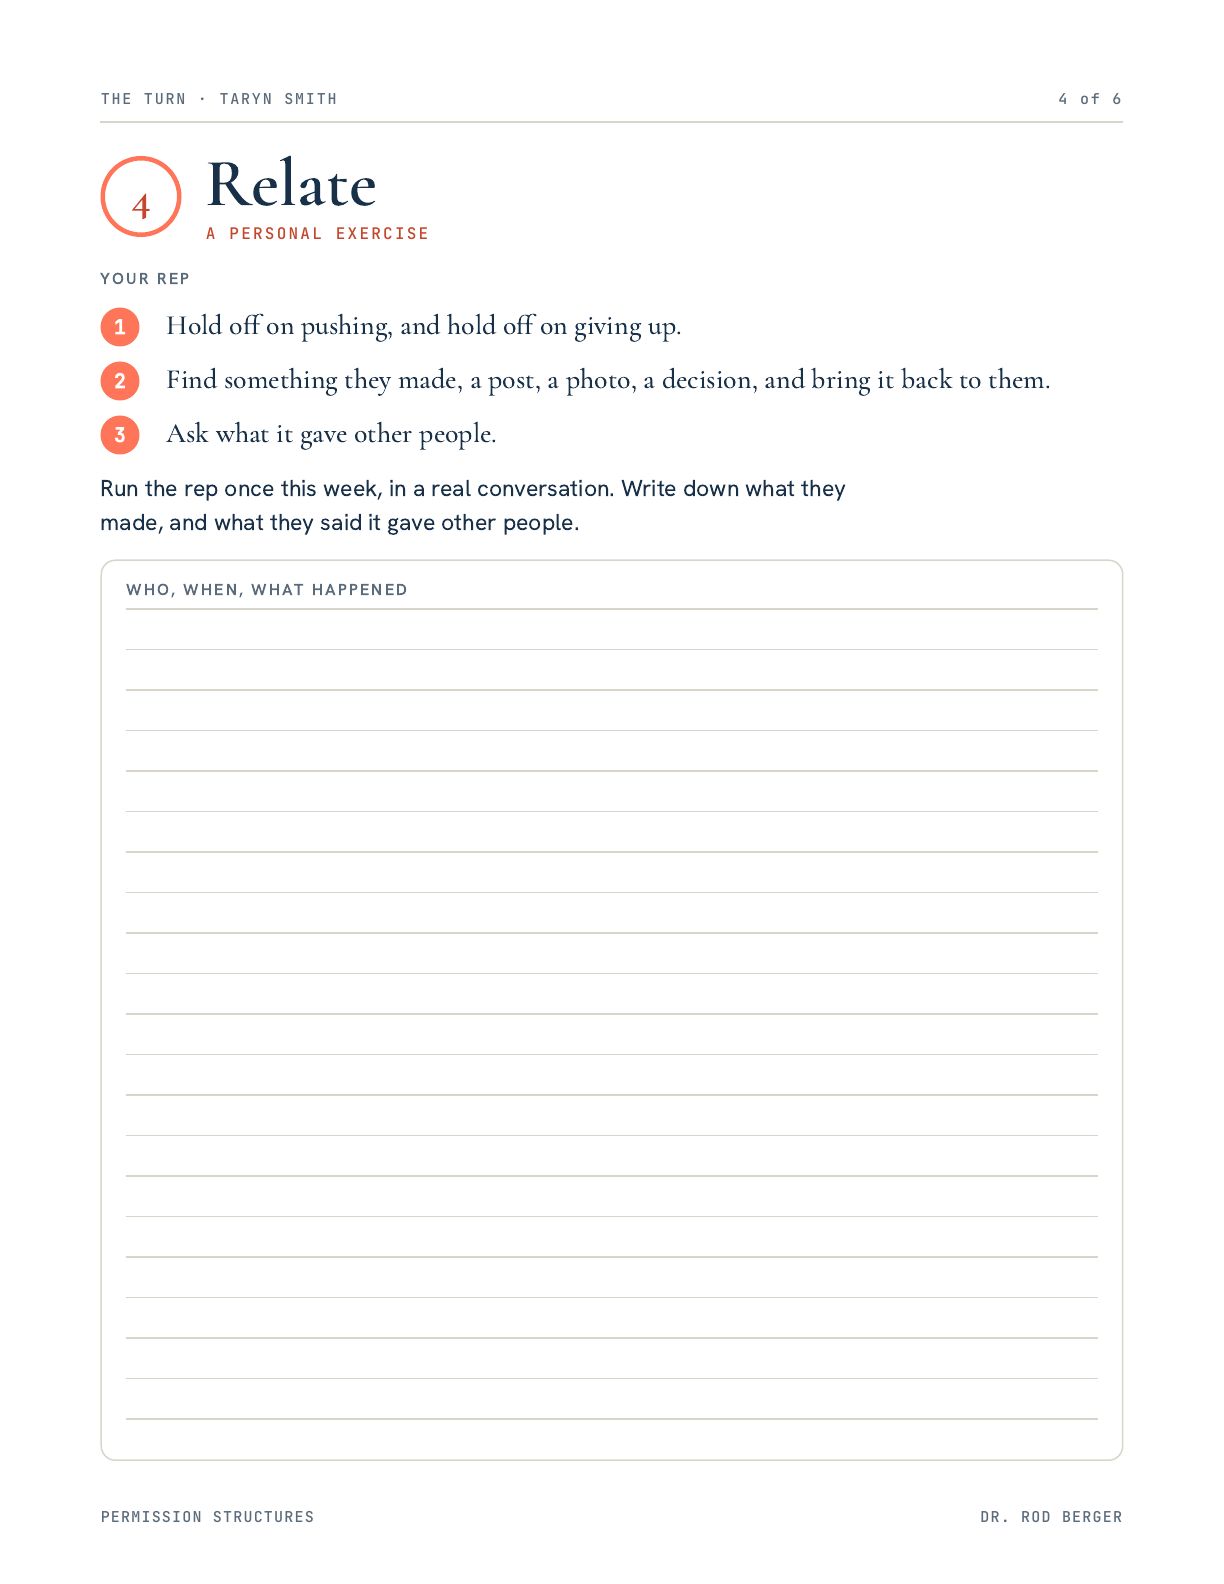 THE TURN · TARYN SMITH
4 of 6
4
Relate
A PERSONAL EXERCISE
YOUR REP
1 Hold off on pushing, and hold off on giving up.
2 Find something they made, a post, a photo, a decision, and bring it back to them.
3 Ask what it gave other people.
Run the rep once this week, in a real conversation. Write down what they
made, and what they said it gave other people.
WHO, WHEN, WHAT HAPPENED
PERMISSION STRUCTURES
DR. ROD BERGER